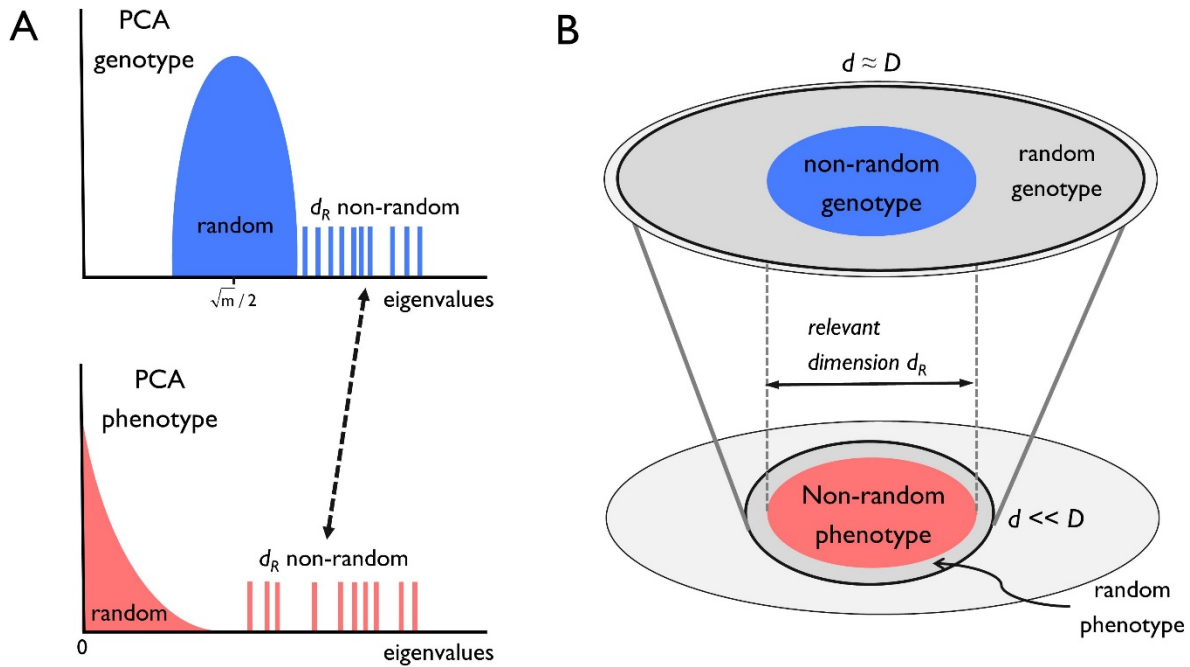 A
PCA
genotype
random
d_R non-random
√m / 2
eigenvalues
PCA
phenotype
d_R non-random
random
0
eigenvalues
B
d ≈ D
non-random
genotype
random
genotype
relevant
dimension d_R
Non-random
phenotype
d << D
random
phenotype